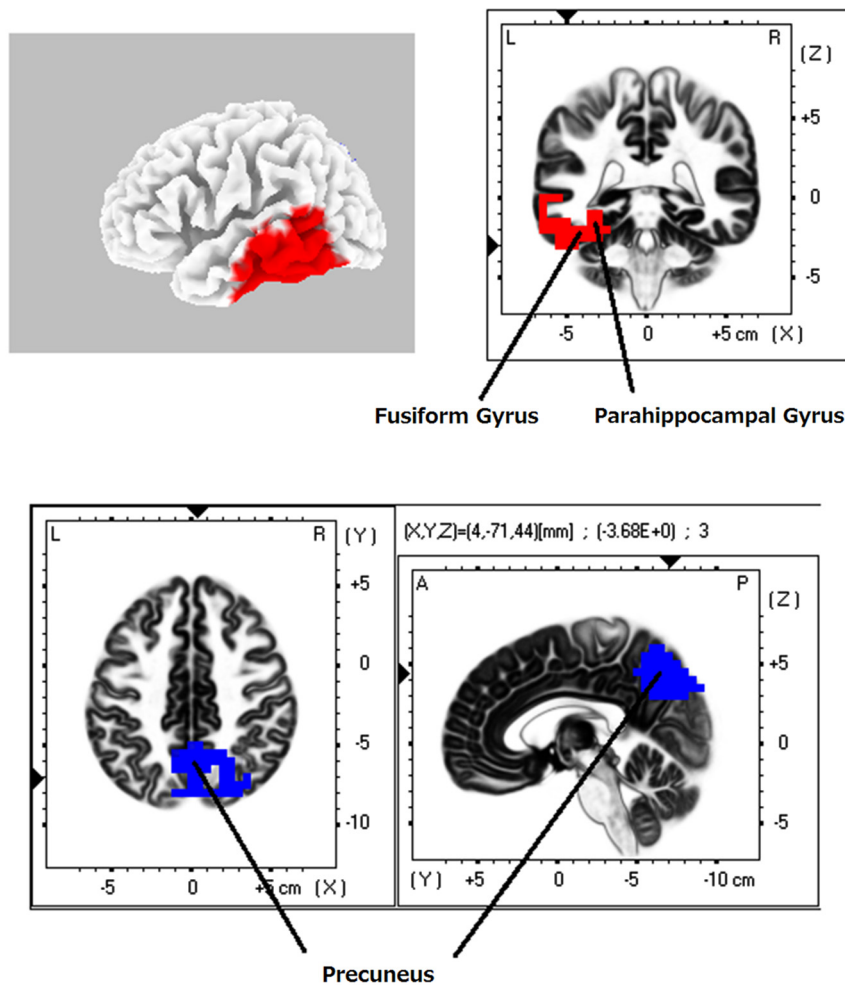 L R (Z)
+5
0
-5
-5 0 +5 cm (X)
Fusiform Gyrus Parahippocampal Gyrus
L R (Y)
+5
0
-5
-10
-5 0 +5 cm (X)
(X,Y,Z)=(4,-71,44)[mm] ; (-3.68E+0) ; 3
A P (Z)
+5
0
-5
(Y) +5 0 -5 -10 cm
Precuneus